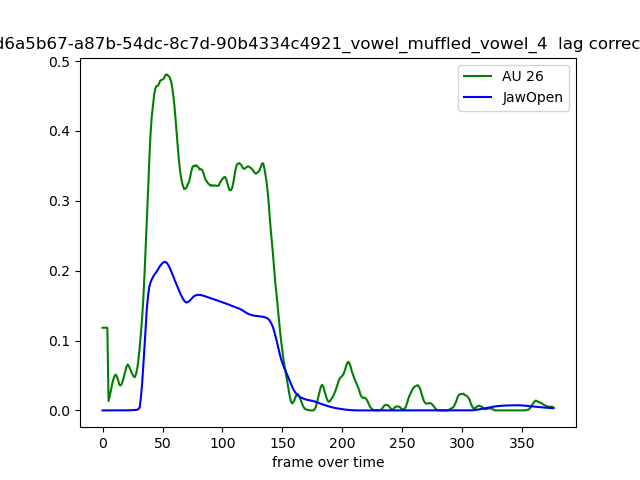 d6a5b67-a87b-54dc-8c7d-90b4334c4921_vowel_muffled_vowel_4 lag correc
0.5
0.4
0.3
0.2
0.1
0.0
AU 26
JawOpen
0 50 100 150 200 250 300 350
frame over time